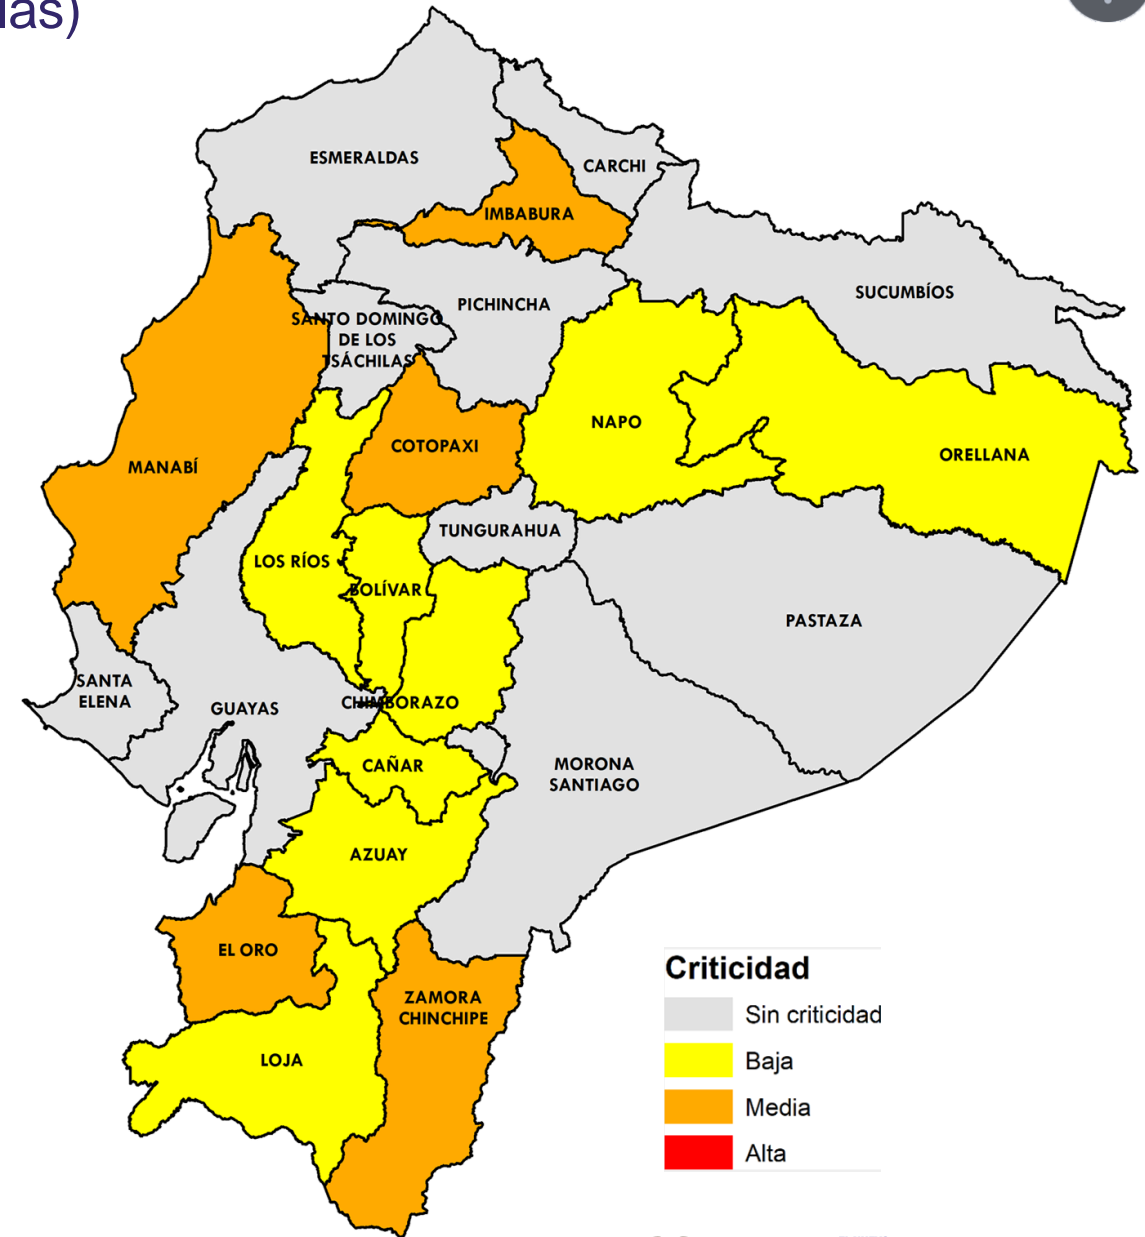 las)
ESMERALDAS
CARCHI
IMBABURA
SUCUMBÍOS
PICHINCHA
SANTO DOMINGO
DE LOS
TSÁCHILAS
NAPO
COTOPAXI
ORELLANA
MANABÍ
TUNGURAHUA
LOS RÍOS
BOLÍVAR
PASTAZA
SANTA
ELENA
GUAYAS
CHIMBORAZO
CAÑAR
MORONA
SANTIAGO
AZUAY
EL ORO
ZAMORA
CHINCHIPE
LOJA
Criticidad
Sin criticidad
Baja
Media
Alta